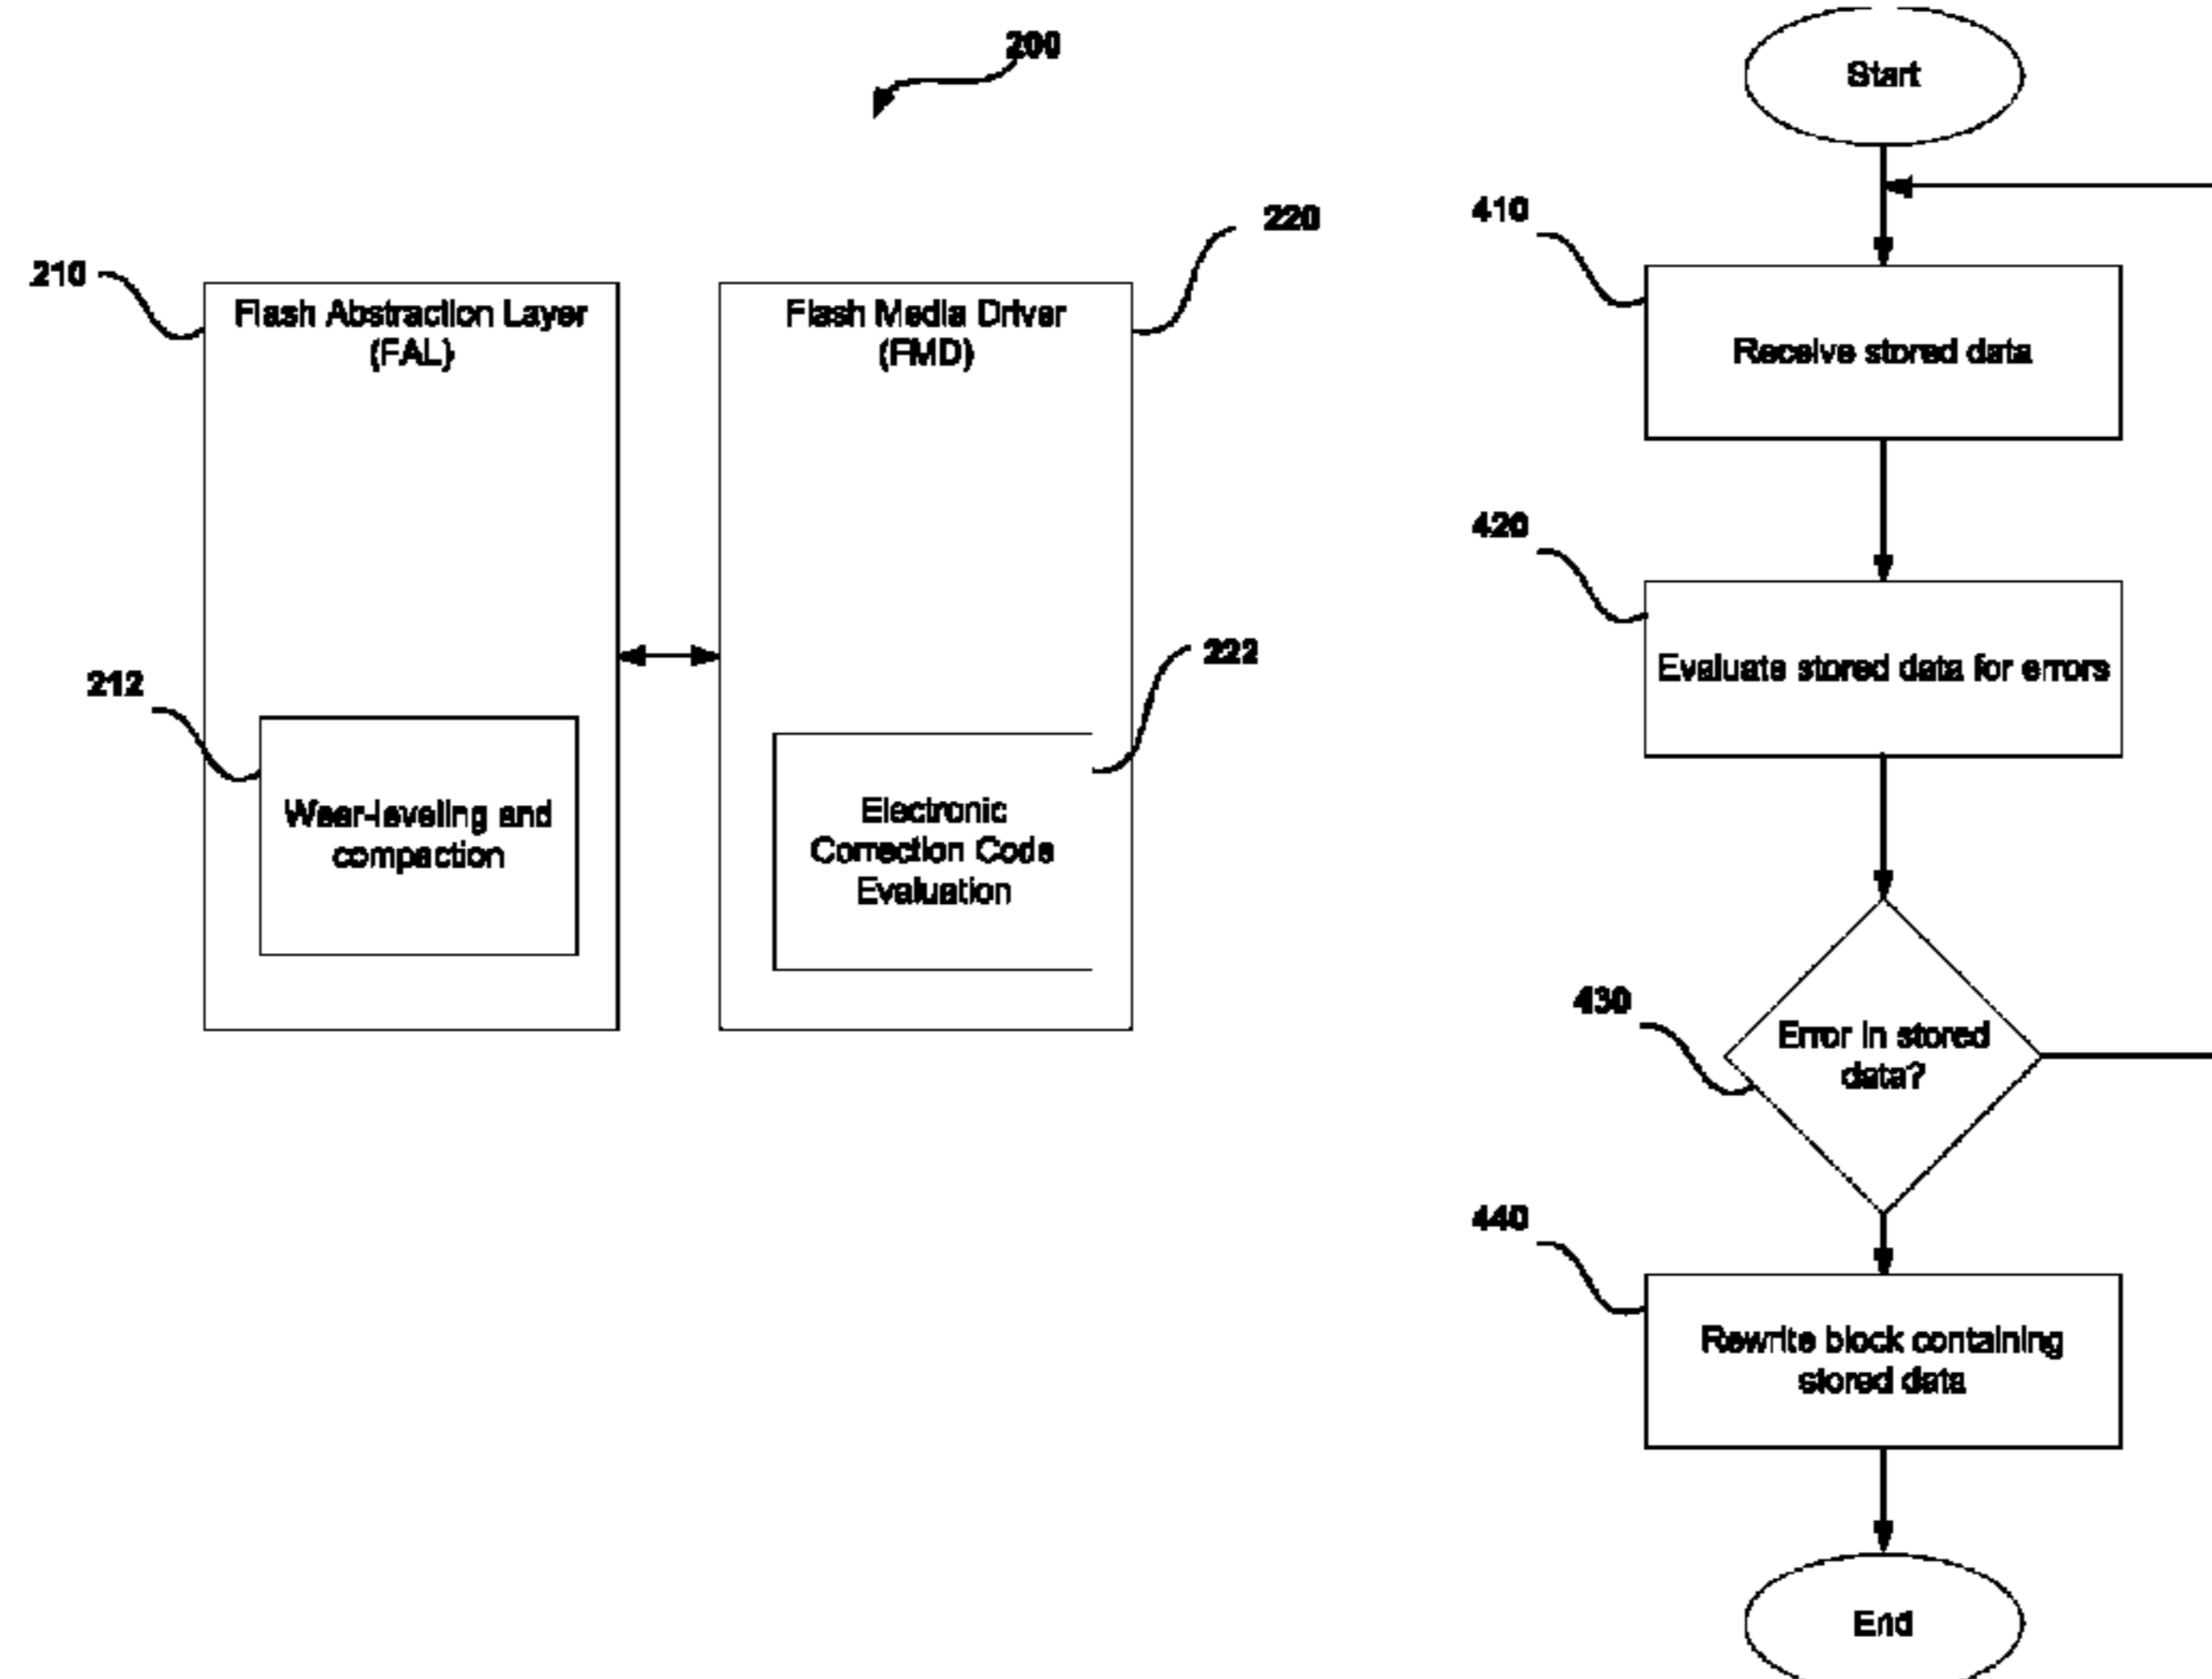 200
210
Flash Abstraction Layer
(FAL)
212
Wear-leveling and
compaction
220
Flash Media Driver
(FMD)
222
Electronic
Correction Code
Evaluation
Start
410
Receive stored data
420
Evaluate stored data for errors
430
Error in stored
data?
440
Rewrite block containing
stored data
End